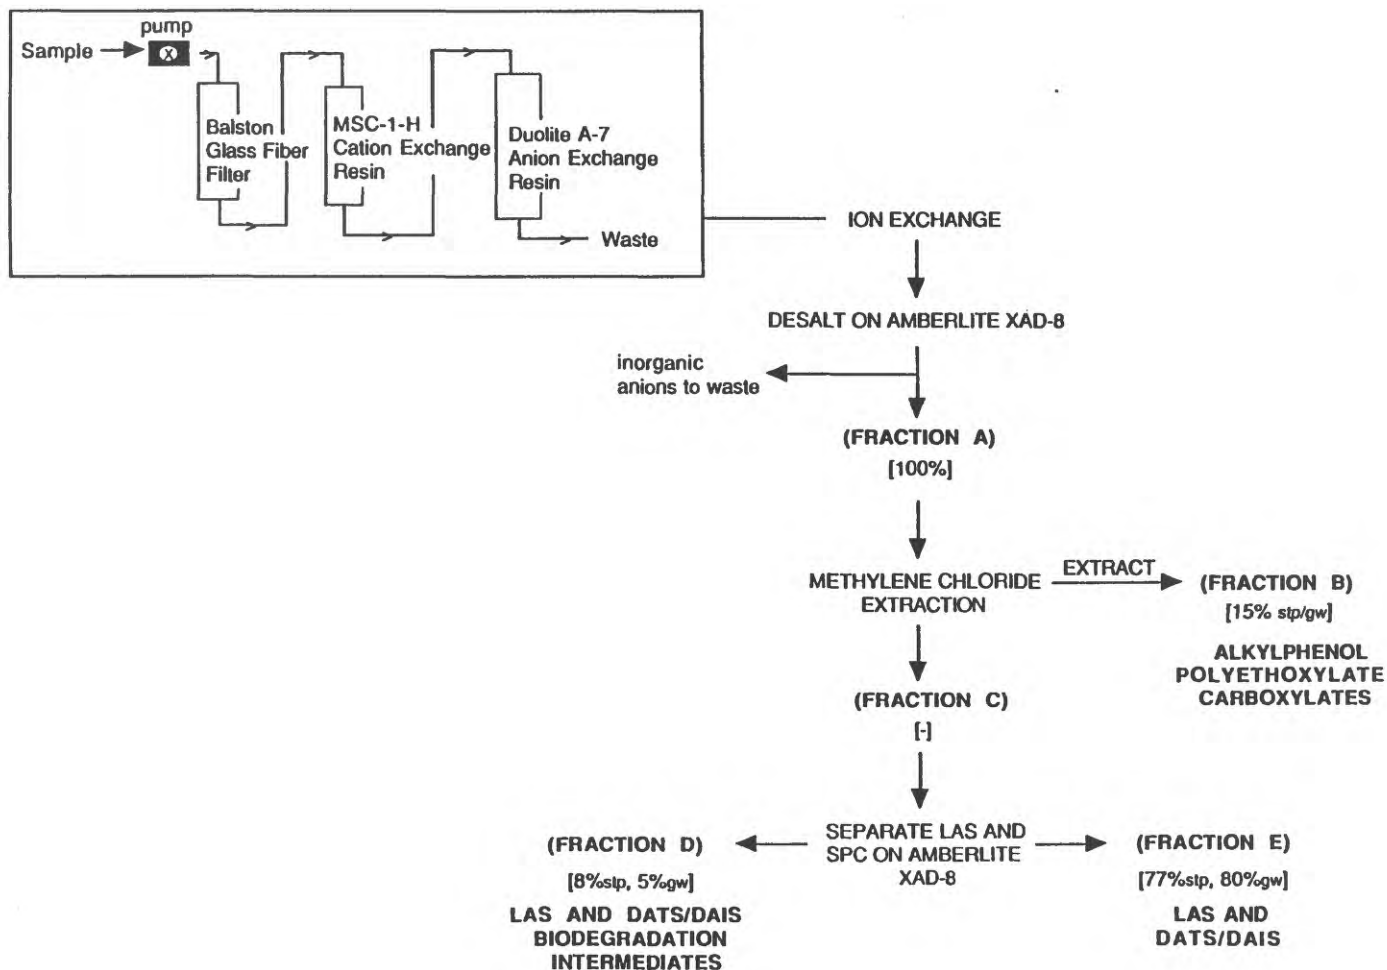 pump
Sample
X
Balston
Glass Fiber
Filter
MSC-1-H
Cation Exchange
Resin
Duolite A-7
Anion Exchange
Resin
Waste
ION EXCHANGE
DESALT ON AMBERLITE XAD-8
inorganic
anions to waste
(FRACTION A)
[100%]
METHYLENE CHLORIDE
EXTRACTION
EXTRACT
(FRACTION B)
[15% stp/gw]
ALKYLPHENOL
POLYETHOXYLATE
CARBOXYLATES
(FRACTION C)
[-]
SEPARATE LAS AND
SPC ON AMBERLITE
XAD-8
(FRACTION D)
[8%stp, 5%gw]
LAS AND DATS/DAIS
BIODEGRADATION
INTERMEDIATES
(FRACTION E)
[77%stp, 80%gw]
LAS AND
DATS/DAIS